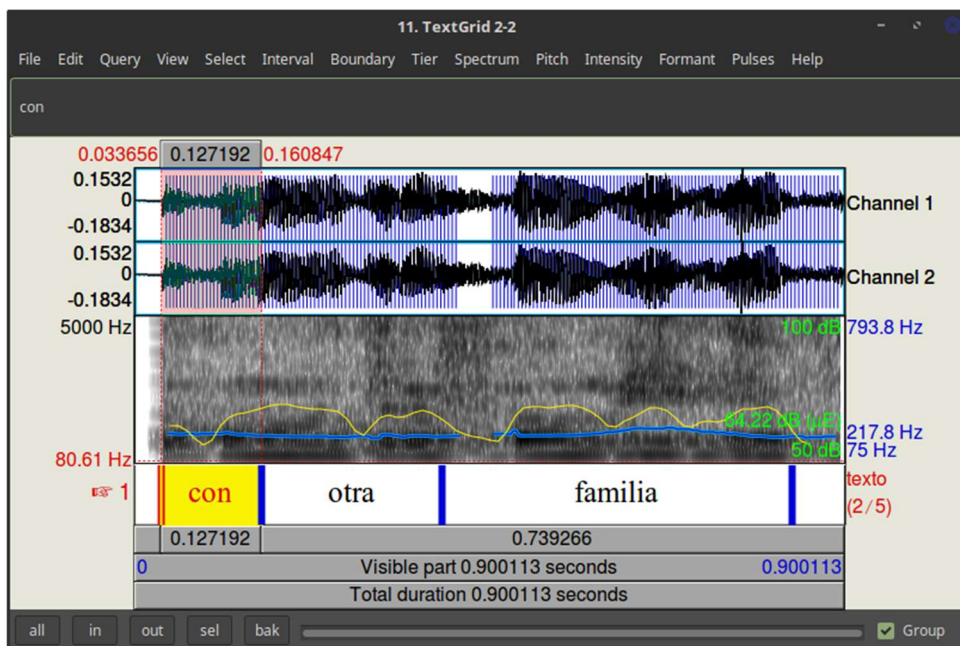 11. TextGrid 2-2
File Edit Query View Select Interval Boundary Tier Spectrum Pitch Intensity Formant Pulses Help
con
0.033656 0.127192 0.160847
0.1532
0
-0.1834
Channel 1
0.1532
0
-0.1834
Channel 2
5000 Hz 100 dB 793.8 Hz
64.22 dB (µE)
217.8 Hz
80.61 Hz 50 dB 75 Hz
☞ 1 con otra familia texto
(2/5)
0.127192 0.739266
0 Visible part 0.900113 seconds 0.900113
Total duration 0.900113 seconds
all in out sel bak Group